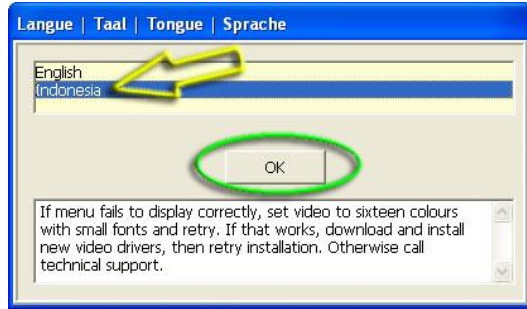 Langue | Taal | Tongue | Sprache
English
Indonesia
OK
If menu fails to display correctly, set video to sixteen colours
with small fonts and retry. If that works, download and install
new video drivers, then retry installation. Otherwise call
technical support.